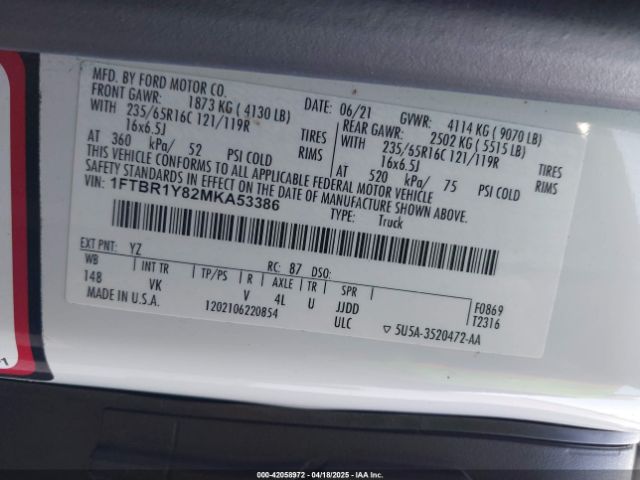 MFD. BY FORD MOTOR CO.
DATE: 06/21 GVWR: 4114 KG ( 9070 LB)
FRONT GAWR: 1873 KG ( 4130 LB)
REAR GAWR: 2502 KG ( 5515 LB)
WITH 235/65R16C 121/119R TIRES
WITH 235/65R16C 121/119R TIRES
16x6.5J RIMS
16x6.5J RIMS
AT 360 kPa/ 52 PSI COLD
AT 520 kPa/ 75 PSI COLD
THIS VEHICLE CONFORMS TO ALL APPLICABLE FEDERAL MOTOR VEHICLE
SAFETY STANDARDS IN EFFECT ON THE DATE OF MANUFACTURE SHOWN ABOVE.
VIN: 1FTBR1Y82MKA53386
TYPE: Truck
EXT PNT: YZ RC: 87 DSO:
WB INT TR TP/PS R AXLE TR SPR
148 VK V 4L U JJDD F0869
MADE IN U.S.A. 1202106220854 ULC T2316
▽ 5U5A-3520472-AA
000-42058972 - 04/18/2025 - IAAI, Inc.